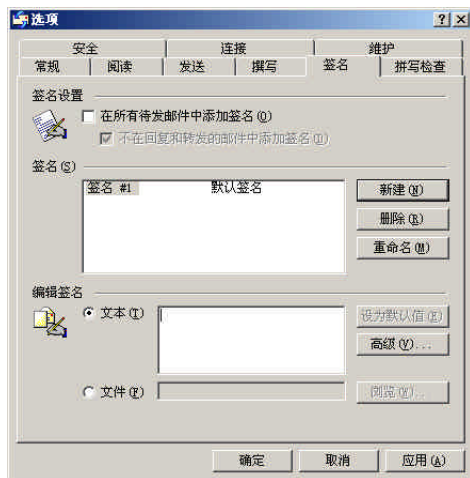 选项
安全 连接 维护
常规 阅读 发送 撰写 签名 拼写检查
签名设置
在所有待发邮件中添加签名(O)
不在回复和转发的邮件中添加签名(D)
签名(S)
签名 #1 默认签名
新建(N)
删除(R)
重命名(M)
编辑签名
文本(T)
设为默认值(E)
高级(V)...
文件(F)
浏览(W)..
确定 取消 应用(A)